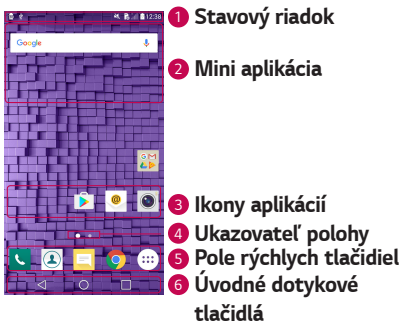 12:38
Google
1 Stavový riadok
2 Mini aplikácia
3 Ikony aplikácií
4 Ukazovateľ polohy
5 Pole rýchlych tlačidiel
6 Úvodné dotykové
tlačidlá